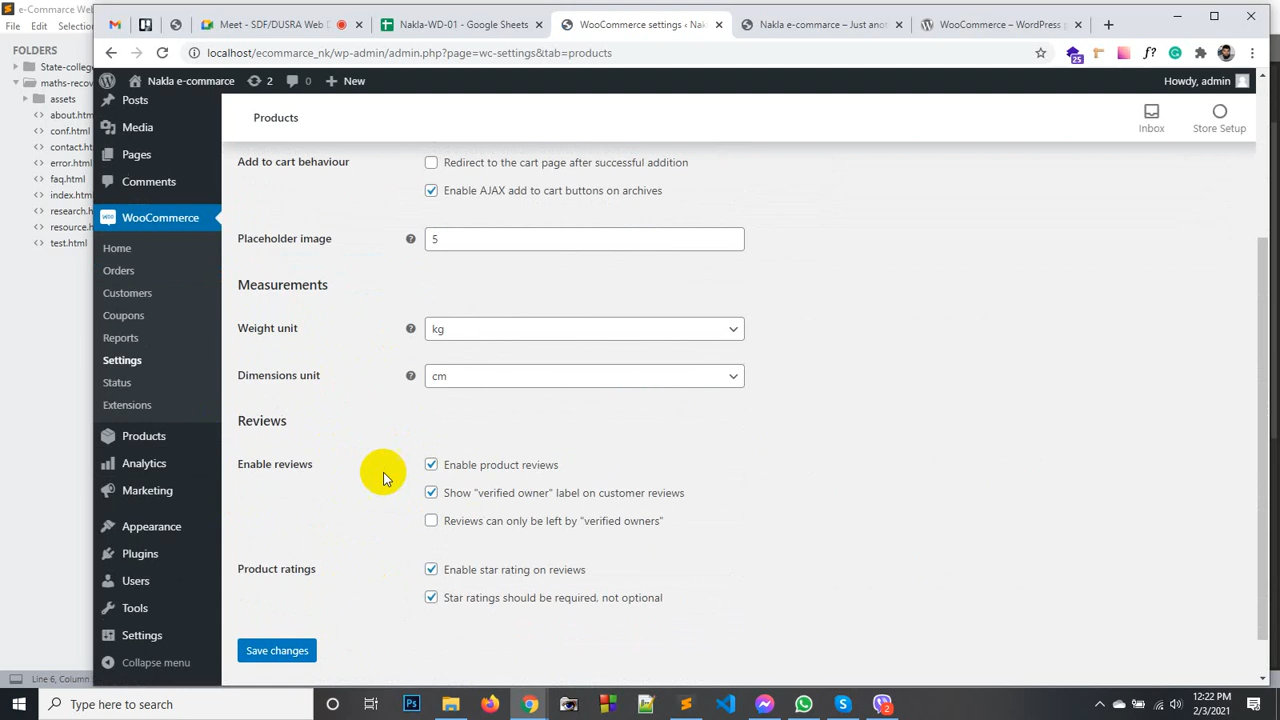 e-Commerce Web
Meet - SDF/DUSRA Web D
Nakla-WD-01 - Google Sheets
WooCommerce settings ‹ Nakl
Nakla e-commerce – Just anot
WooCommerce – WordPress p
File Edit Selection
localhost/ecommarce_nk/wp-admin/admin.php?page=wc-settings&tab=products
25
f?
FOLDERS
State-colleg
maths-recov
assets
about.html
conf.html
contact.htm
error.html
faq.html
index.html
research.h
resource.h
test.html
Nakla e-commerce 2 0 New
Howdy, admin
Posts
Media
Pages
Comments
WooCommerce
Home
Orders
Customers
Coupons
Reports
Settings
Status
Extensions
Products
Analytics
Marketing
Appearance
Plugins
Users
Tools
Settings
Collapse menu
Products
Inbox
Store Setup
Add to cart behaviour
Redirect to the cart page after successful addition
Enable AJAX add to cart buttons on archives
Placeholder image
5
Measurements
Weight unit
kg
Dimensions unit
cm
Reviews
Enable reviews
Enable product reviews
Show "verified owner" label on customer reviews
Reviews can only be left by "verified owners"
Product ratings
Enable star rating on reviews
Star ratings should be required, not optional
Save changes
Line 6, Column
Type here to search
Ps
2
12:22 PM
2/3/2021